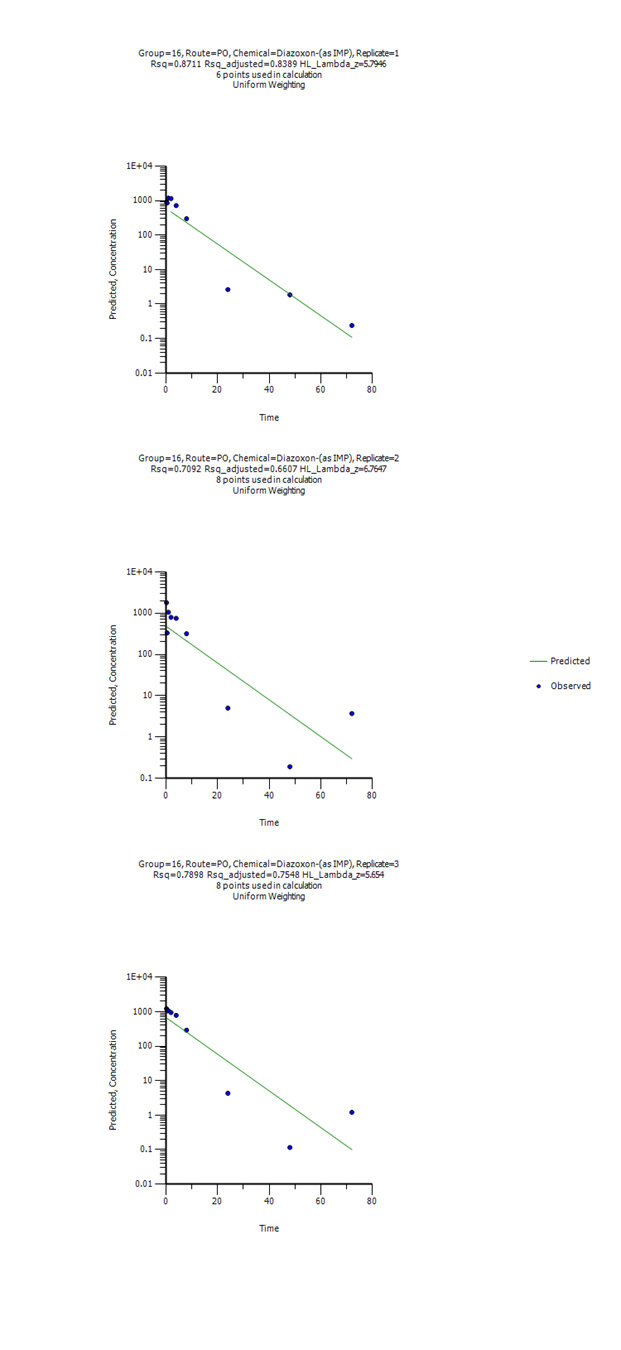 Group=16, Route=PO, Chemical=Diazoxon-(as IMP), Replicate=1
Rsq=0.8711 Rsq_adjusted=0.8389 HL_Lambda_z=5.7946
6 points used in calculation
Uniform Weighting
1E+04
1000
100
10
1
0.1
0.01
Predicted, Concentration
0 20 40 60 80
Time
Group=16, Route=PO, Chemical=Diazoxon-(as IMP), Replicate=2
Rsq=0.7092 Rsq_adjusted=0.6607 HL_Lambda_z=6.7647
8 points used in calculation
Uniform Weighting
1E+04
1000
100
10
1
0.1
Predicted, Concentration
0 20 40 60 80
Time
Predicted
Observed
Group=16, Route=PO, Chemical=Diazoxon-(as IMP), Replicate=3
Rsq=0.7898 Rsq_adjusted=0.7548 HL_Lambda_z=5.654
8 points used in calculation
Uniform Weighting
1E+04
1000
100
10
1
0.1
0.01
Predicted, Concentration
0 20 40 60 80
Time